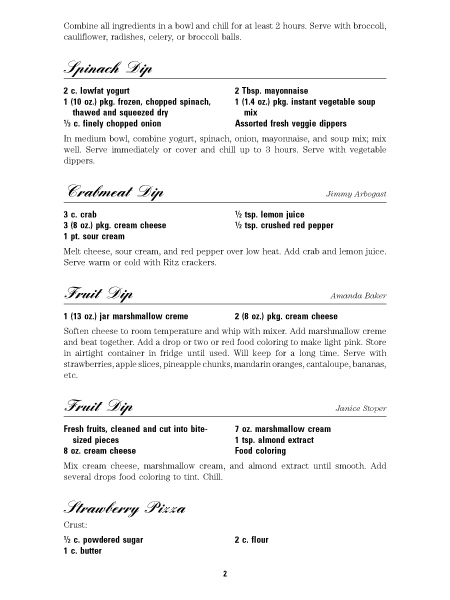 Combine all ingredients in a bowl and chill for at least 2 hours. Serve with broccoli,
cauliflower, radishes, celery, or broccoli balls.
Spinach Dip
2 c. lowfat yogurt
1 (10 oz.) pkg. frozen, chopped spinach,
thawed and squeezed dry
⅓ c. finely chopped onion
2 Tbsp. mayonnaise
1 (1.4 oz.) pkg. instant vegetable soup
mix
Assorted fresh veggie dippers
In medium bowl, combine yogurt, spinach, onion, mayonnaise, and soup mix; mix
well. Serve immediately or cover and chill up to 3 hours. Serve with vegetable
dippers.
Crabmeat Dip
Jimmy Arbogast
3 c. crab
3 (8 oz.) pkg. cream cheese
1 pt. sour cream
½ tsp. lemon juice
½ tsp. crushed red pepper
Melt cheese, sour cream, and red pepper over low heat. Add crab and lemon juice.
Serve warm or cold with Ritz crackers.
Fruit Dip
Amanda Baker
1 (13 oz.) jar marshmallow creme
2 (8 oz.) pkg. cream cheese
Soften cheese to room temperature and whip with mixer. Add marshmallow creme
and beat together. Add a drop or two or red food coloring to make light pink. Store
in airtight container in fridge until used. Will keep for a long time. Serve with
strawberries, apple slices, pineapple chunks, mandarin oranges, cantaloupe, bananas,
etc.
Fruit Dip
Janice Stoper
Fresh fruits, cleaned and cut into bite-
sized pieces
8 oz. cream cheese
7 oz. marshmallow cream
1 tsp. almond extract
Food coloring
Mix cream cheese, marshmallow cream, and almond extract until smooth. Add
several drops food coloring to tint. Chill.
Strawberry Pizza
Crust:
½ c. powdered sugar
1 c. butter
2 c. flour
2